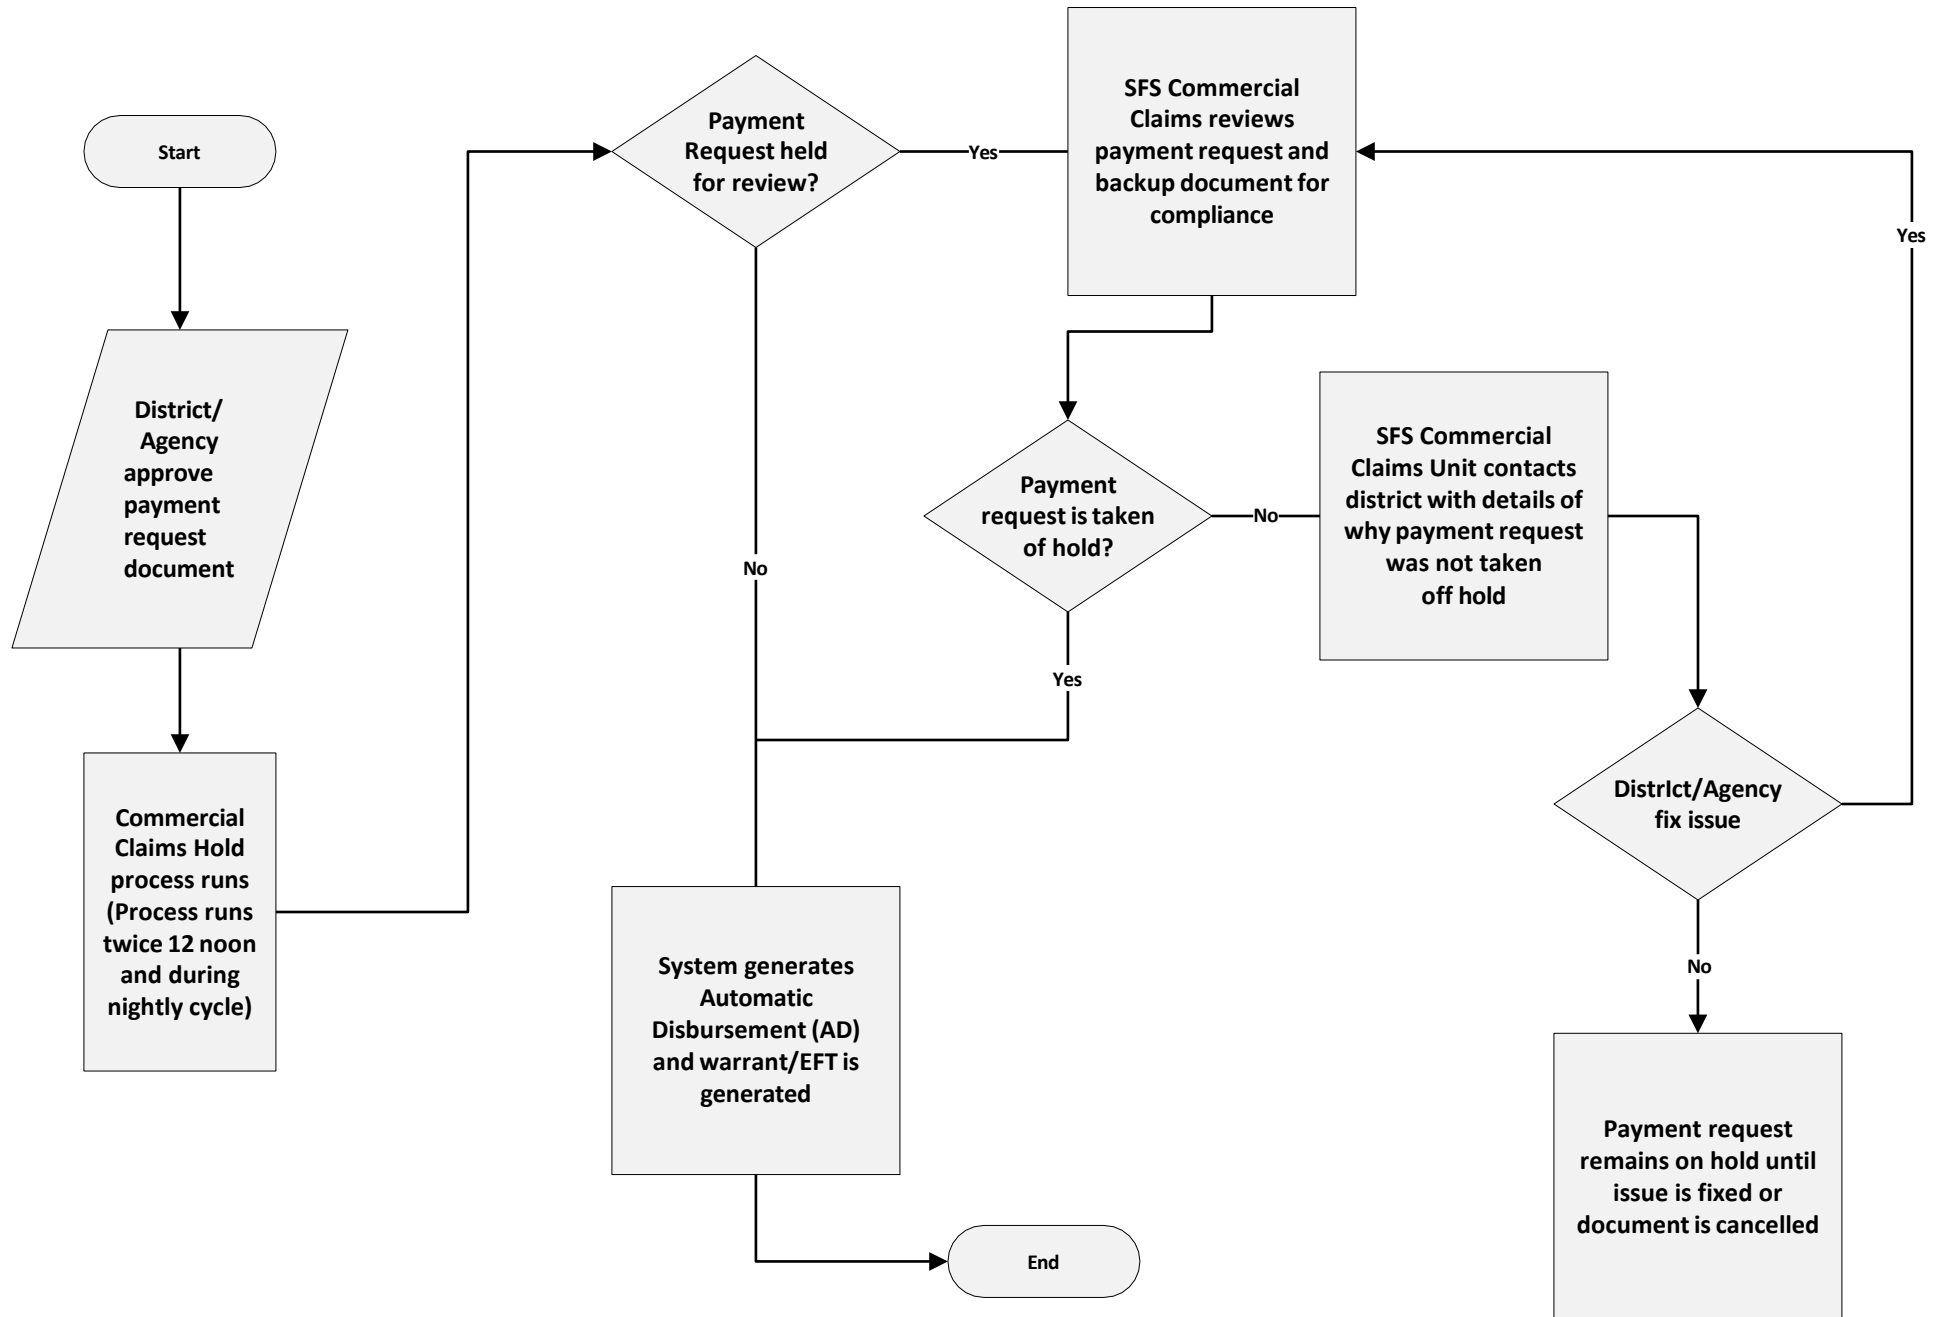 Start
District/
Agency
approve
payment
request
document
Commercial
Claims Hold
process runs
(Process runs
twice 12 noon
and during
nightly cycle)
Payment
Request held
for review?
Yes
No
SFS Commercial
Claims reviews
payment request and
backup document for
compliance
Payment
request is taken
of hold?
No
Yes
SFS Commercial
Claims Unit contacts
district with details of
why payment request
was not taken
off hold
Yes
DistrIct/Agency
fix issue
No
System generates
Automatic
Disbursement (AD)
and warrant/EFT is
generated
End
Payment request
remains on hold until
issue is fixed or
document is cancelled